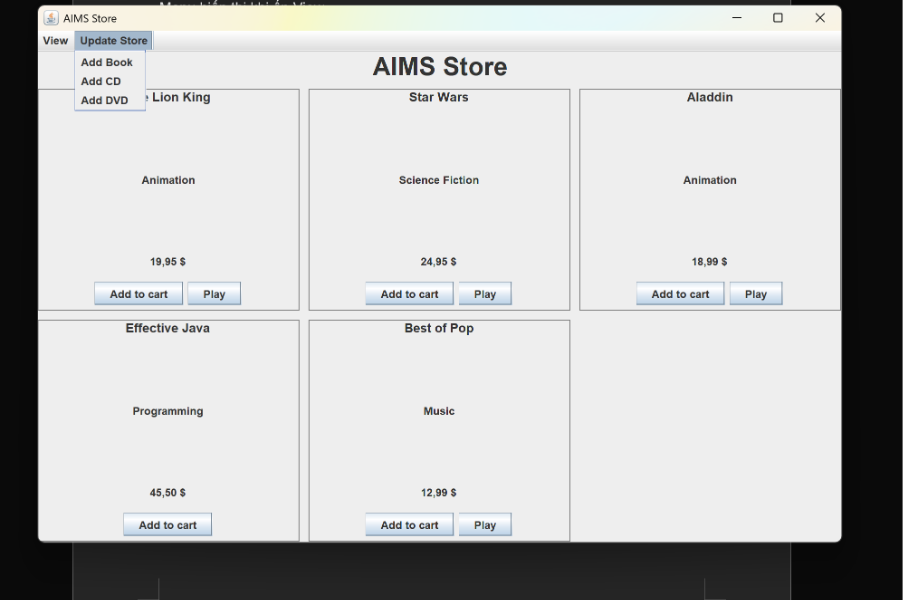 AIMS Store
View Update Store
Add Book
Add CD
Add DVD
AIMS Store
Lion King
Star Wars
Aladdin
Animation
Science Fiction
Animation
19,95 $
24,95 $
18,99 $
Add to cart Play
Add to cart Play
Add to cart Play
Effective Java
Best of Pop
Programming
Music
45,50 $
12,99 $
Add to cart
Add to cart Play